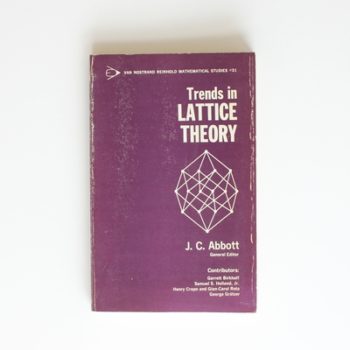 VAN NOSTRAND REINHOLD MATHEMATICAL STUDIES #31
Trends in
LATTICE
THEORY
J. C. Abbott
General Editor
Contributors:
Garrett Birkhoff
Samuel S. Holland, Jr.
Henry Crapo and Gian-Carlo Rota
George Grätzer